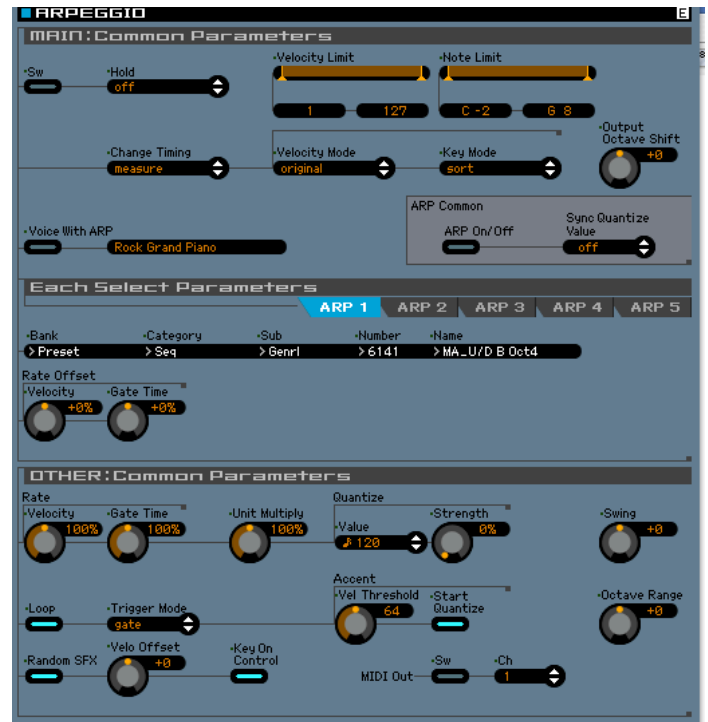 ARPEGGIO E
MAIN:Common Parameters
Sw Hold Velocity Limit Note Limit
off
1 127 C -2 G 8
Output
Octave Shift
Change Timing Velocity Mode Key Mode +0
measure original sort
ARP Common
Voice With ARP ARP On/Off Sync Quantize
Value
Rock Grand Piano off
Each Select Parameters
ARP 1 ARP 2 ARP 3 ARP 4 ARP 5
Bank Category Sub Number Name
>Preset >Seq >Genrl >6141 >MA_U/D B Oct4
Rate Offset
Velocity Gate Time
+0% +0%
OTHER:Common Parameters
Rate Quantize
Velocity Gate Time Unit Multiply Value Strength Swing
100% 100% 100% 120 0% +0
Accent
Loop Trigger Mode Vel Threshold Start
Quantize Octave Range
gate 64 +0
Random SFX Velo Offset Key On
Control
+0
MIDI Out Sw Ch
1